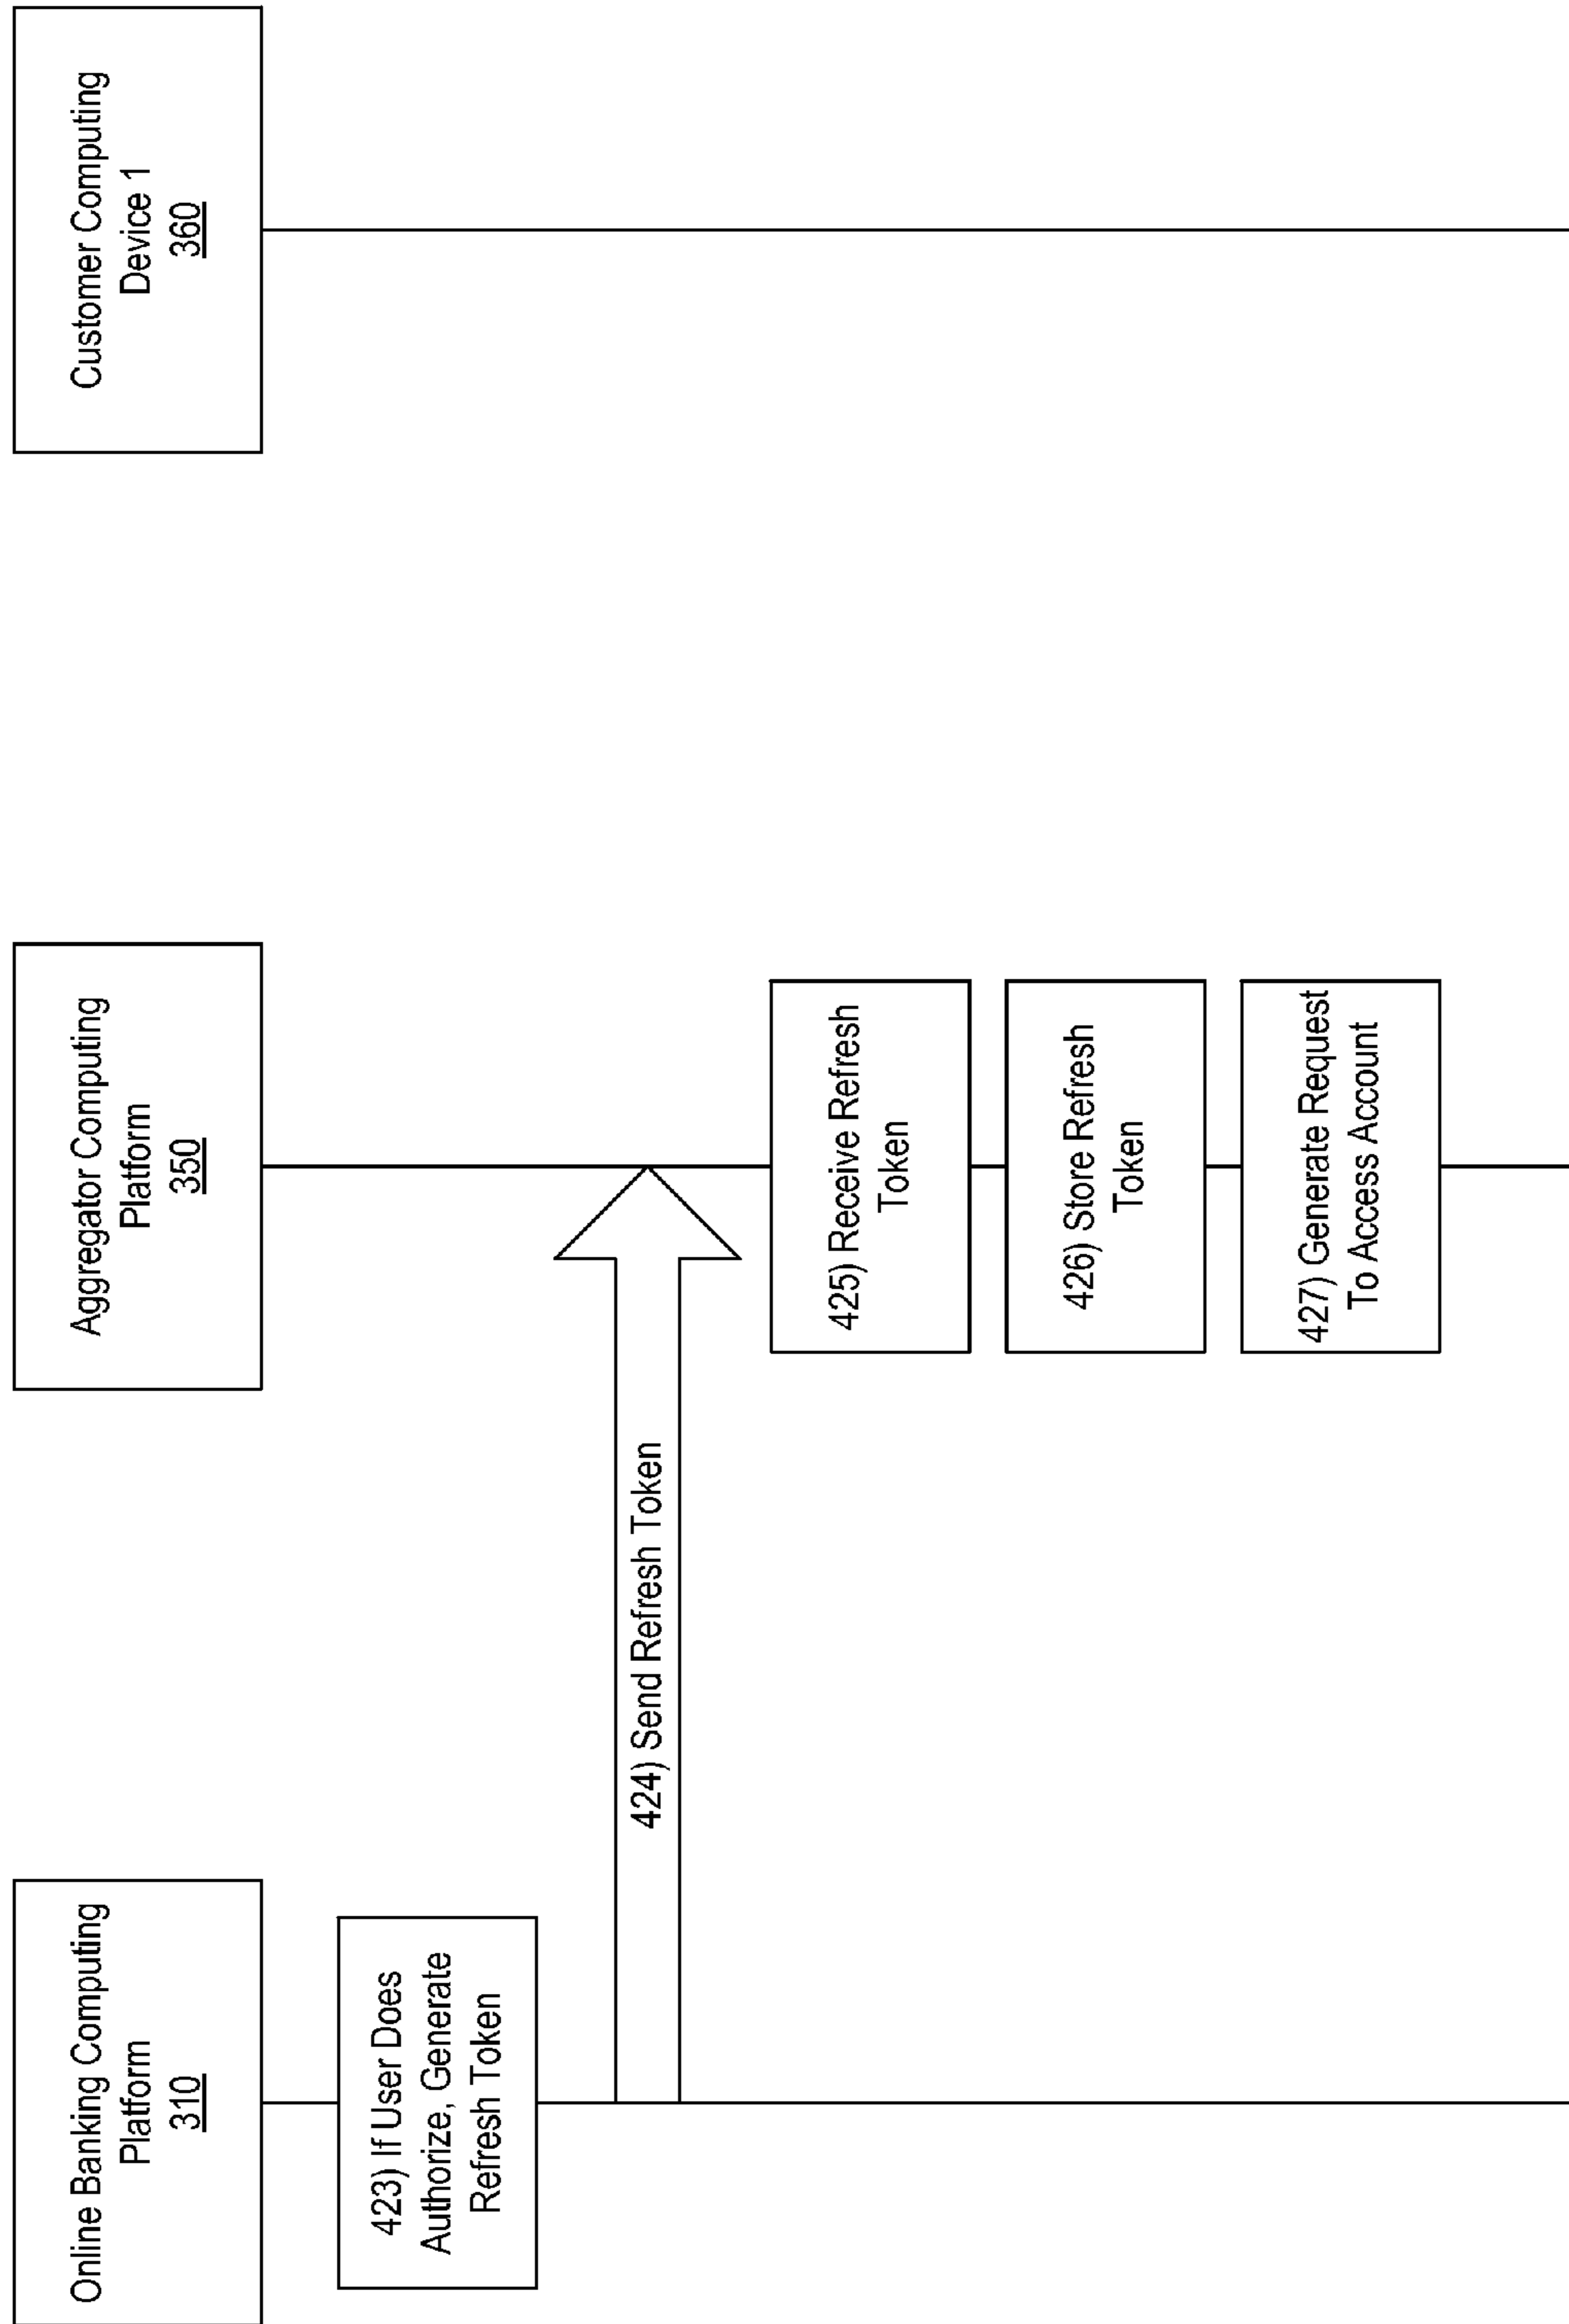 Online Banking Computing
Platform
310
Aggregator Computing
Platform
350
Customer Computing
Device 1
360
423) If User Does
Authorize, Generate
Refresh Token
424) Send Refresh Token
425) Receive Refresh
Token
426) Store Refresh
Token
427) Generate Request
To Access Account